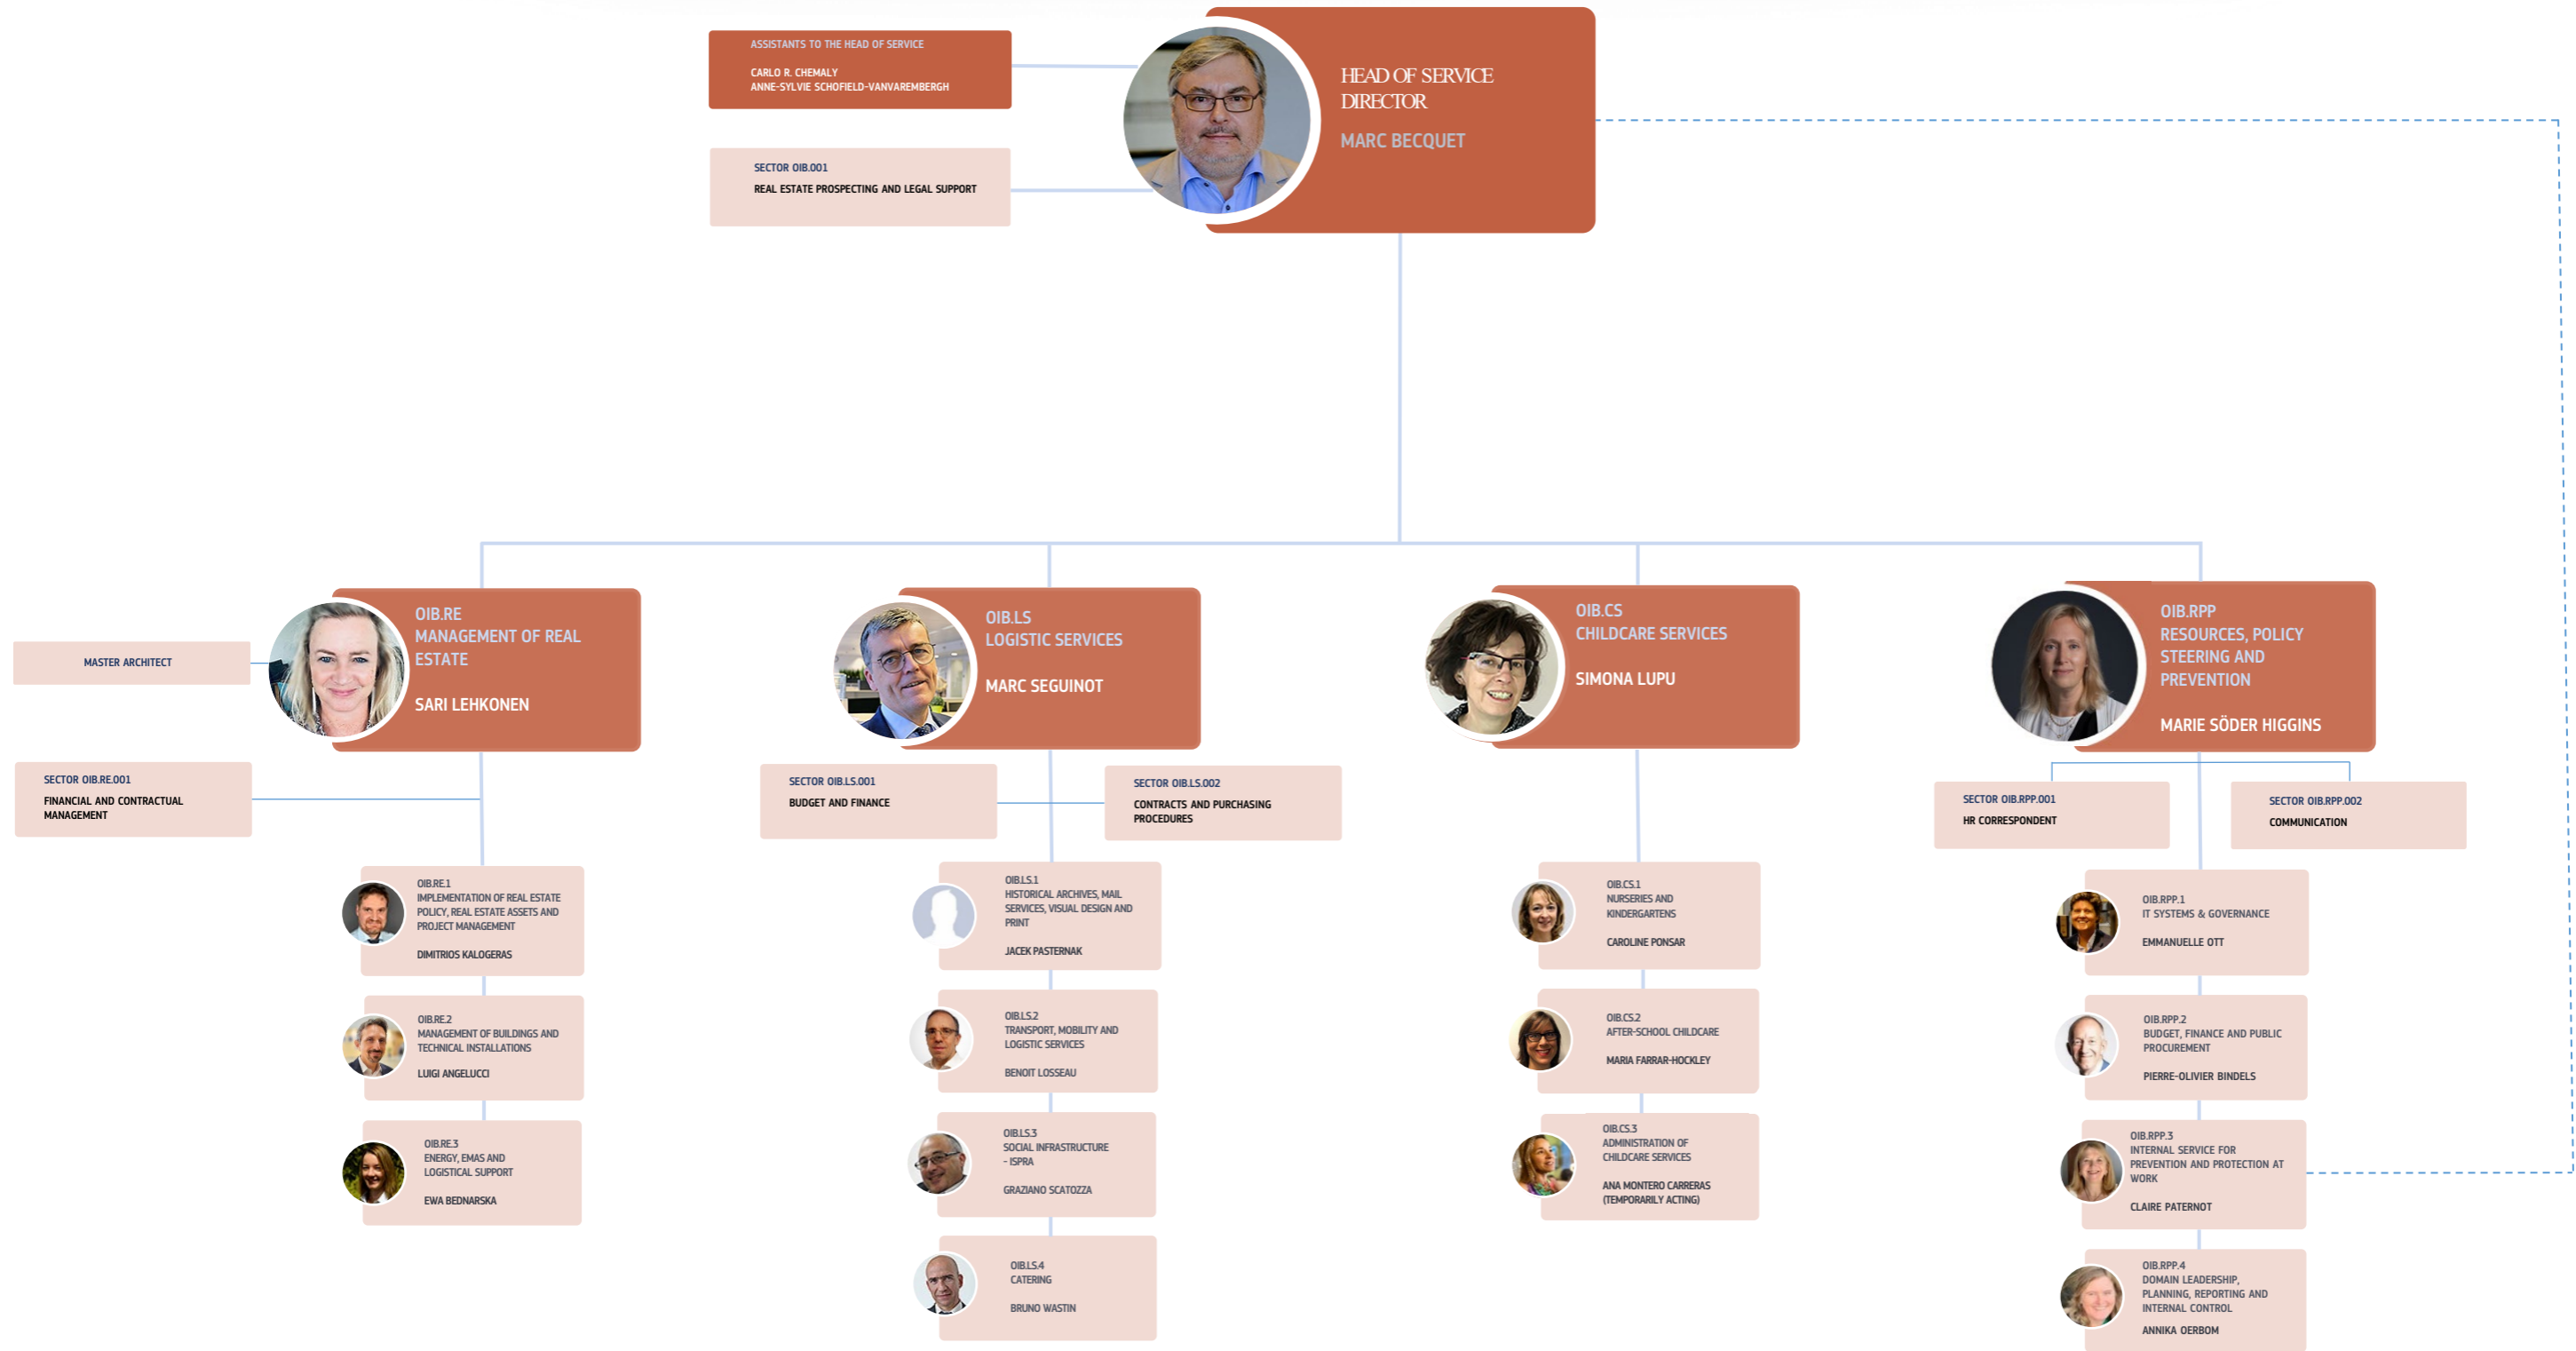 ASSISTANTS TO THE HEAD OF SERVICE
CARLO R. CHEMALY
ANNE-SYLVIE SCHOFIELD-VANVAREMBERGH
HEAD OF SERVICE
DIRECTOR
MARC BECQUET
SECTOR OIB.001
REAL ESTATE PROSPECTING AND LEGAL SUPPORT
MASTER ARCHITECT
OIB.RE
MANAGEMENT OF REAL
ESTATE
SARI LEHKONEN
SECTOR OIB.RE.001
FINANCIAL AND CONTRACTUAL
MANAGEMENT
OIB.RE.1
IMPLEMENTATION OF REAL ESTATE
POLICY, REAL ESTATE ASSETS AND
PROJECT MANAGEMENT
DIMITRIOS KALOGERAS
OIB.RE.2
MANAGEMENT OF BUILDINGS AND
TECHNICAL INSTALLATIONS
LUIGI ANGELUCCI
OIB.RE.3
ENERGY, EMAS AND
LOGISTICAL SUPPORT
EWA BEDNARSKA
OIB.LS
LOGISTIC SERVICES
MARC SEGUINOT
SECTOR OIB.LS.001
BUDGET AND FINANCE
SECTOR OIB.LS.002
CONTRACTS AND PURCHASING
PROCEDURES
OIB.LS.1
HISTORICAL ARCHIVES, MAIL
SERVICES, VISUAL DESIGN AND
PRINT
JACEK PASTERNAK
OIB.LS.2
TRANSPORT, MOBILITY AND
LOGISTIC SERVICES
BENOIT LOSSEAU
OIB.LS.3
SOCIAL INFRASTRUCTURE
- ISPRA
GRAZIANO SCATOZZA
OIB.LS.4
CATERING
BRUNO WASTIN
OIB.CS
CHILDCARE SERVICES
SIMONA LUPU
OIB.CS.1
NURSERIES AND
KINDERGARTENS
CAROLINE PONSAR
OIB.CS.2
AFTER-SCHOOL CHILDCARE
MARIA FARRAR-HOCKLEY
OIB.CS.3
ADMINISTRATION OF
CHILDCARE SERVICES
ANA MONTERO CARRERAS
(TEMPORARILY ACTING)
OIB.RPP
RESOURCES, POLICY
STEERING AND
PREVENTION
MARIE SÖDER HIGGINS
SECTOR OIB.RPP.001
HR CORRESPONDENT
SECTOR OIB.RPP.002
COMMUNICATION
OIB.RPP.1
IT SYSTEMS & GOVERNANCE
EMMANUELLE OTT
OIB.RPP.2
BUDGET, FINANCE AND PUBLIC
PROCUREMENT
PIERRE-OLIVIER BINDELS
OIB.RPP.3
INTERNAL SERVICE FOR
PREVENTION AND PROTECTION AT
WORK
CLAIRE PATERNOT
OIB.RPP.4
DOMAIN LEADERSHIP,
PLANNING, REPORTING AND
INTERNAL CONTROL
ANNIKA OERBOM